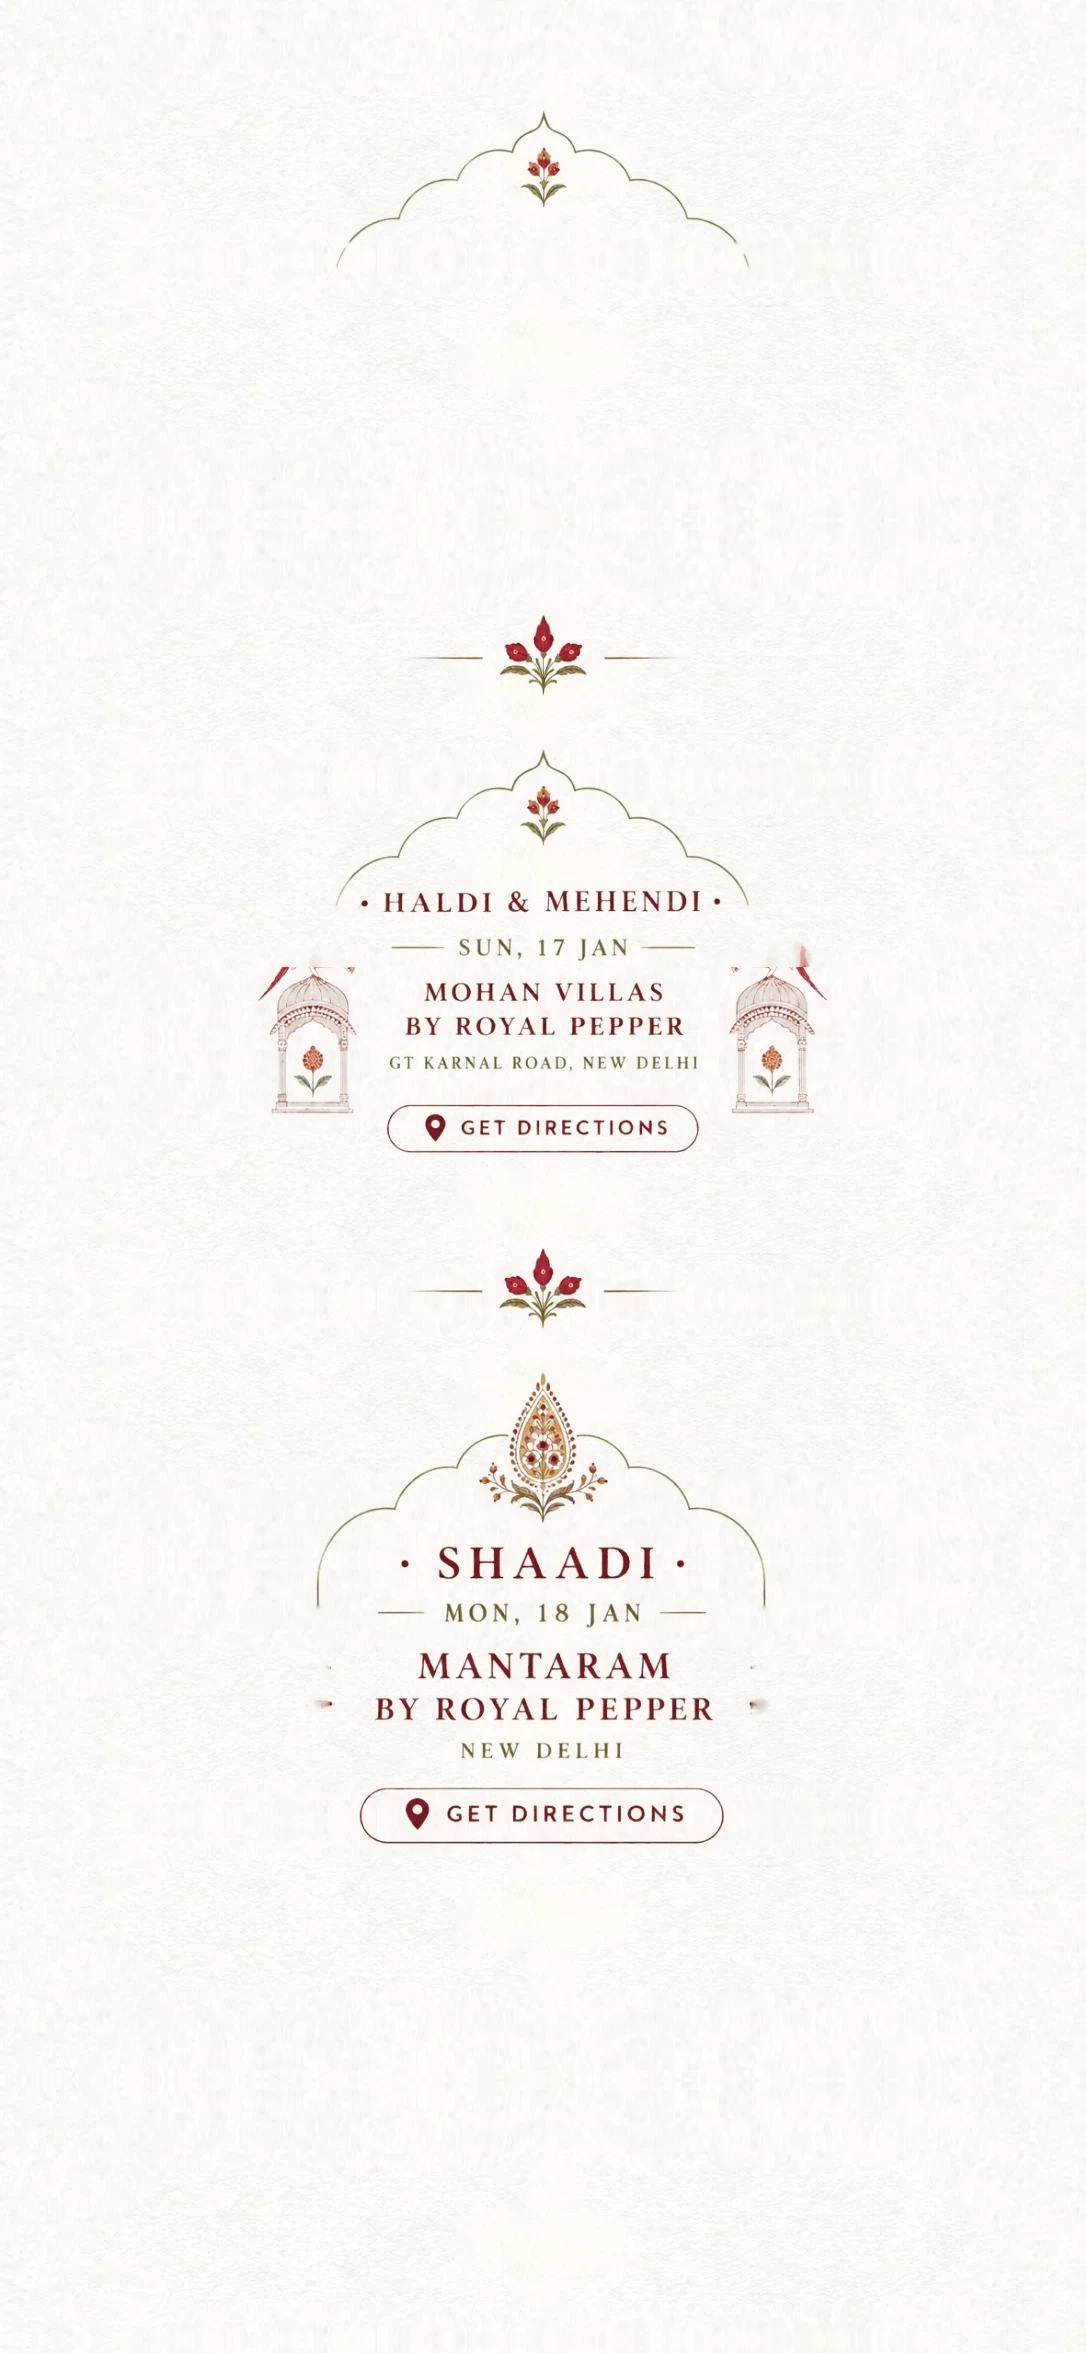 · HALDI & MEHENDI ·
SUN, 17 JAN
MOHAN VILLAS
BY ROYAL PEPPER
GT KARNAL ROAD, NEW DELHI
GET DIRECTIONS
· SHAADI ·
MON, 18 JAN
MANTARAM
BY ROYAL PEPPER
NEW DELHI
GET DIRECTIONS